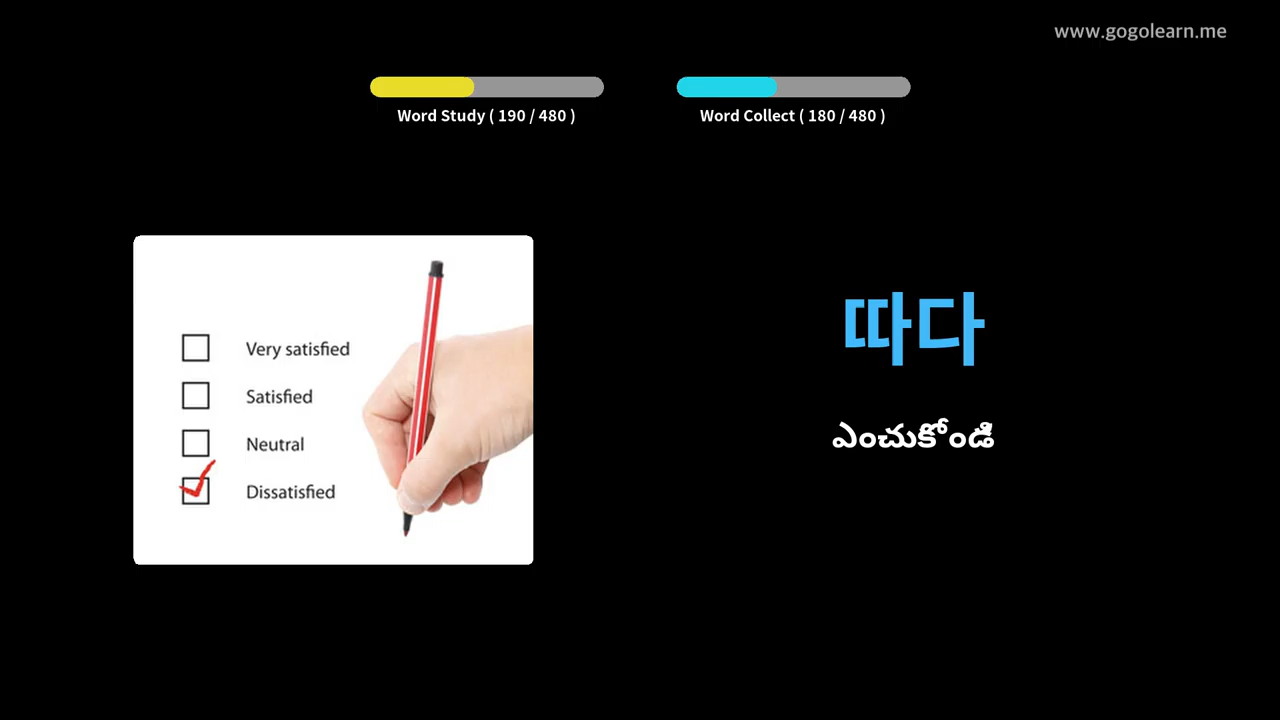 www.gogolearn.me
Word Study ( 190 / 480 )
Word Collect ( 180 / 480 )
Very satisfied
Satisfied
Neutral
Dissatisfied
따다
ఎంచుకోండి